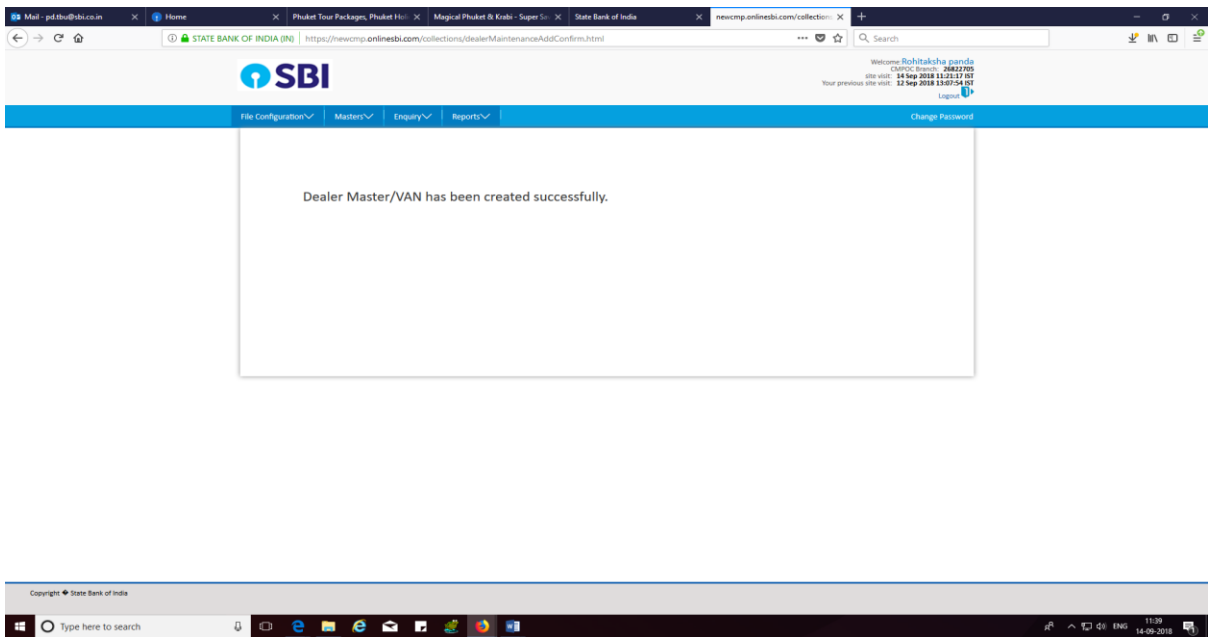 Mail - pd.tbu@sbi.co.in
Home
Phuket Tour Packages, Phuket Holi
Magical Phuket & Krabi - Super Sa
State Bank of India
newcmp.onlinesbi.com/collections
STATE BANK OF INDIA (IN)
https://newcmp.onlinesbi.com/collections/dealerMaintenanceAddConfirm.html
Search
SBI
Welcome:Rohitaksha panda
CMPOC Branch: 26822705
site visit: 14 Sep 2018 11:21:17 IST
Your previous site visit: 12 Sep 2018 13:07:54 IST
Logout
File Configuration
Masters
Enquiry
Reports
Change Password
Dealer Master/VAN has been created successfully.
Copyright � State Bank of India
Type here to search
ENG
11:39
14-09-2018